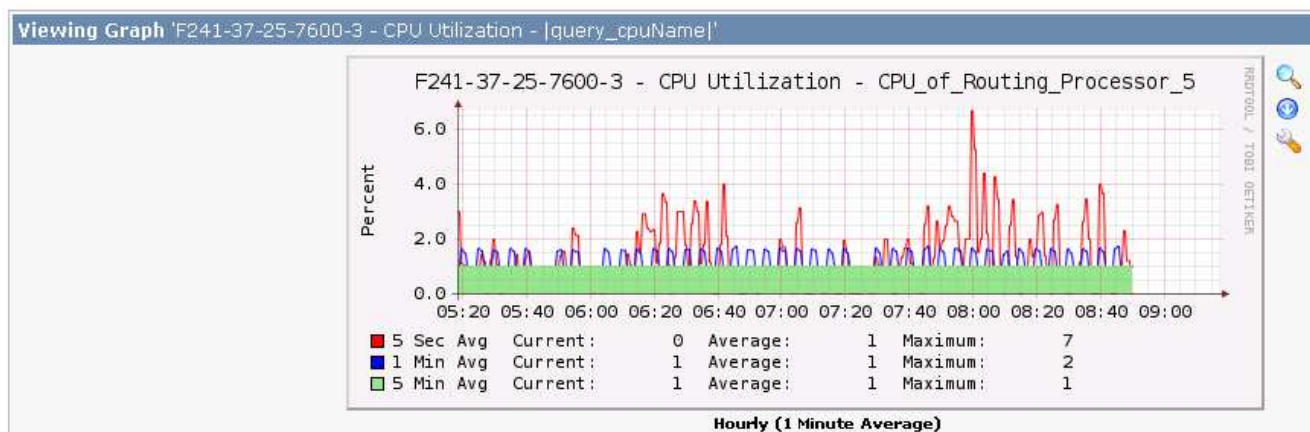 Viewing Graph 'F241-37-25-7600-3 - CPU Utilization - |query_cpuName|'
F241-37-25-7600-3 - CPU Utilization - CPU_of_Routing_Processor_5
RRDTOOL / TOBI OETIKER
Percent
6.0
4.0
2.0
0.0
05:20 05:40 06:00 06:20 06:40 07:00 07:20 07:40 08:00 08:20 08:40 09:00
5 Sec Avg Current: 0 Average: 1 Maximum: 7
1 Min Avg Current: 1 Average: 1 Maximum: 2
5 Min Avg Current: 1 Average: 1 Maximum: 1
Hourly (1 Minute Average)